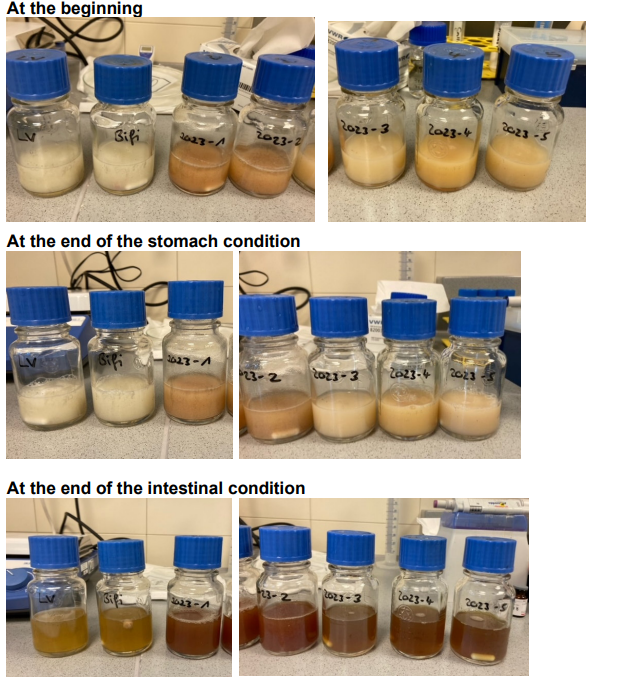 At the beginning
LV
Bifi
2023-1
2023-2
2023-3
2023-4
2023-5
At the end of the stomach condition
LV
Bifi
2023-1
23-2
2023-3
2023-4
2023-5
At the end of the intestinal condition
LV
Bifi
2023-1
23-2
2023-3
2023-4
2023-5